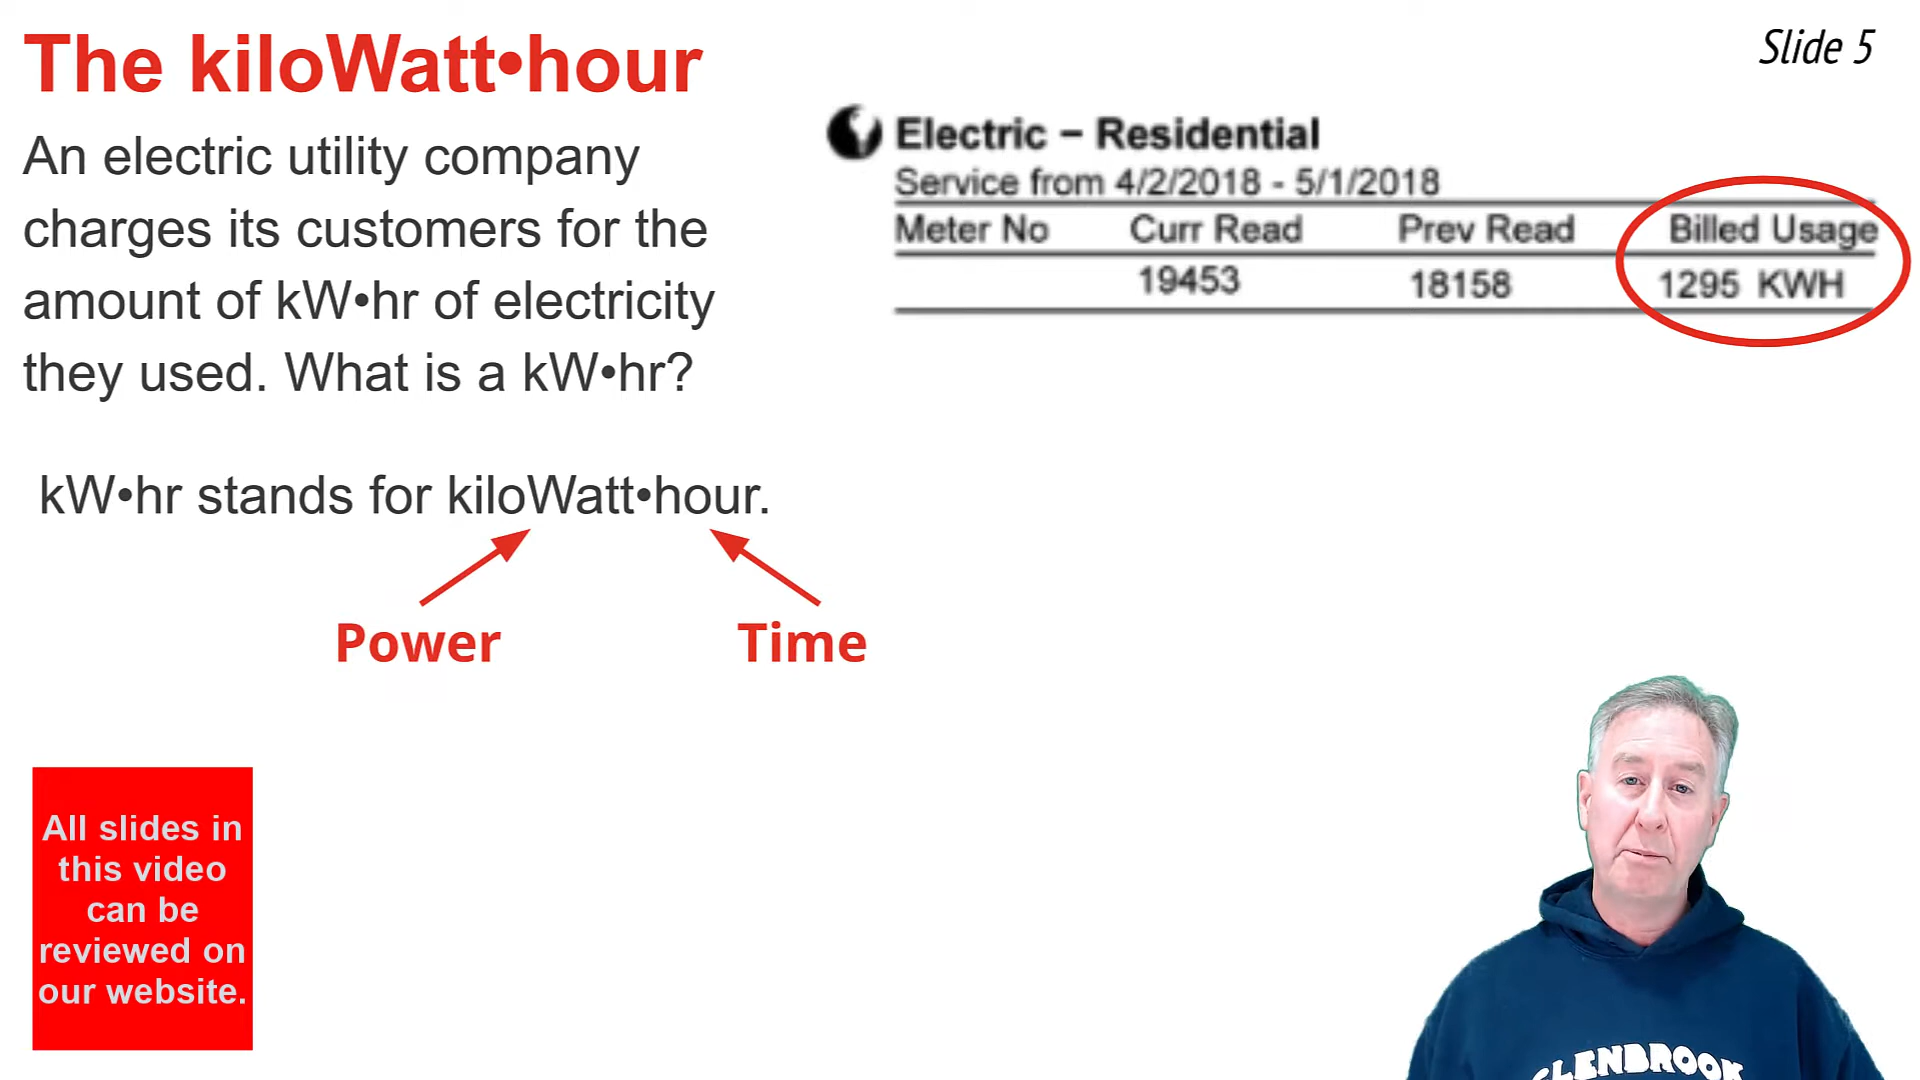 The kiloWatt•hour
Slide 5
An electric utility company
charges its customers for the
amount of kW•hr of electricity
they used. What is a kW•hr?
Electric – Residential
Service from 4/2/2018 - 5/1/2018
Meter No Curr Read Prev Read Billed Usage
19453 18158 1295 KWH
kW•hr stands for kiloWatt•hour.
Power Time
All slides in
this video
can be
reviewed on
our website.
GLENBROOK